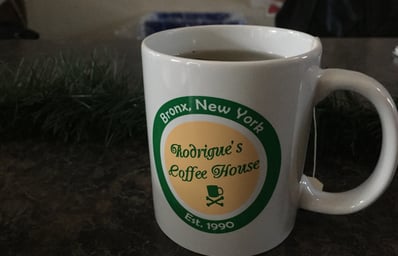 Bronx, New York
Rodrigue's
Coffee House
Est. 1990